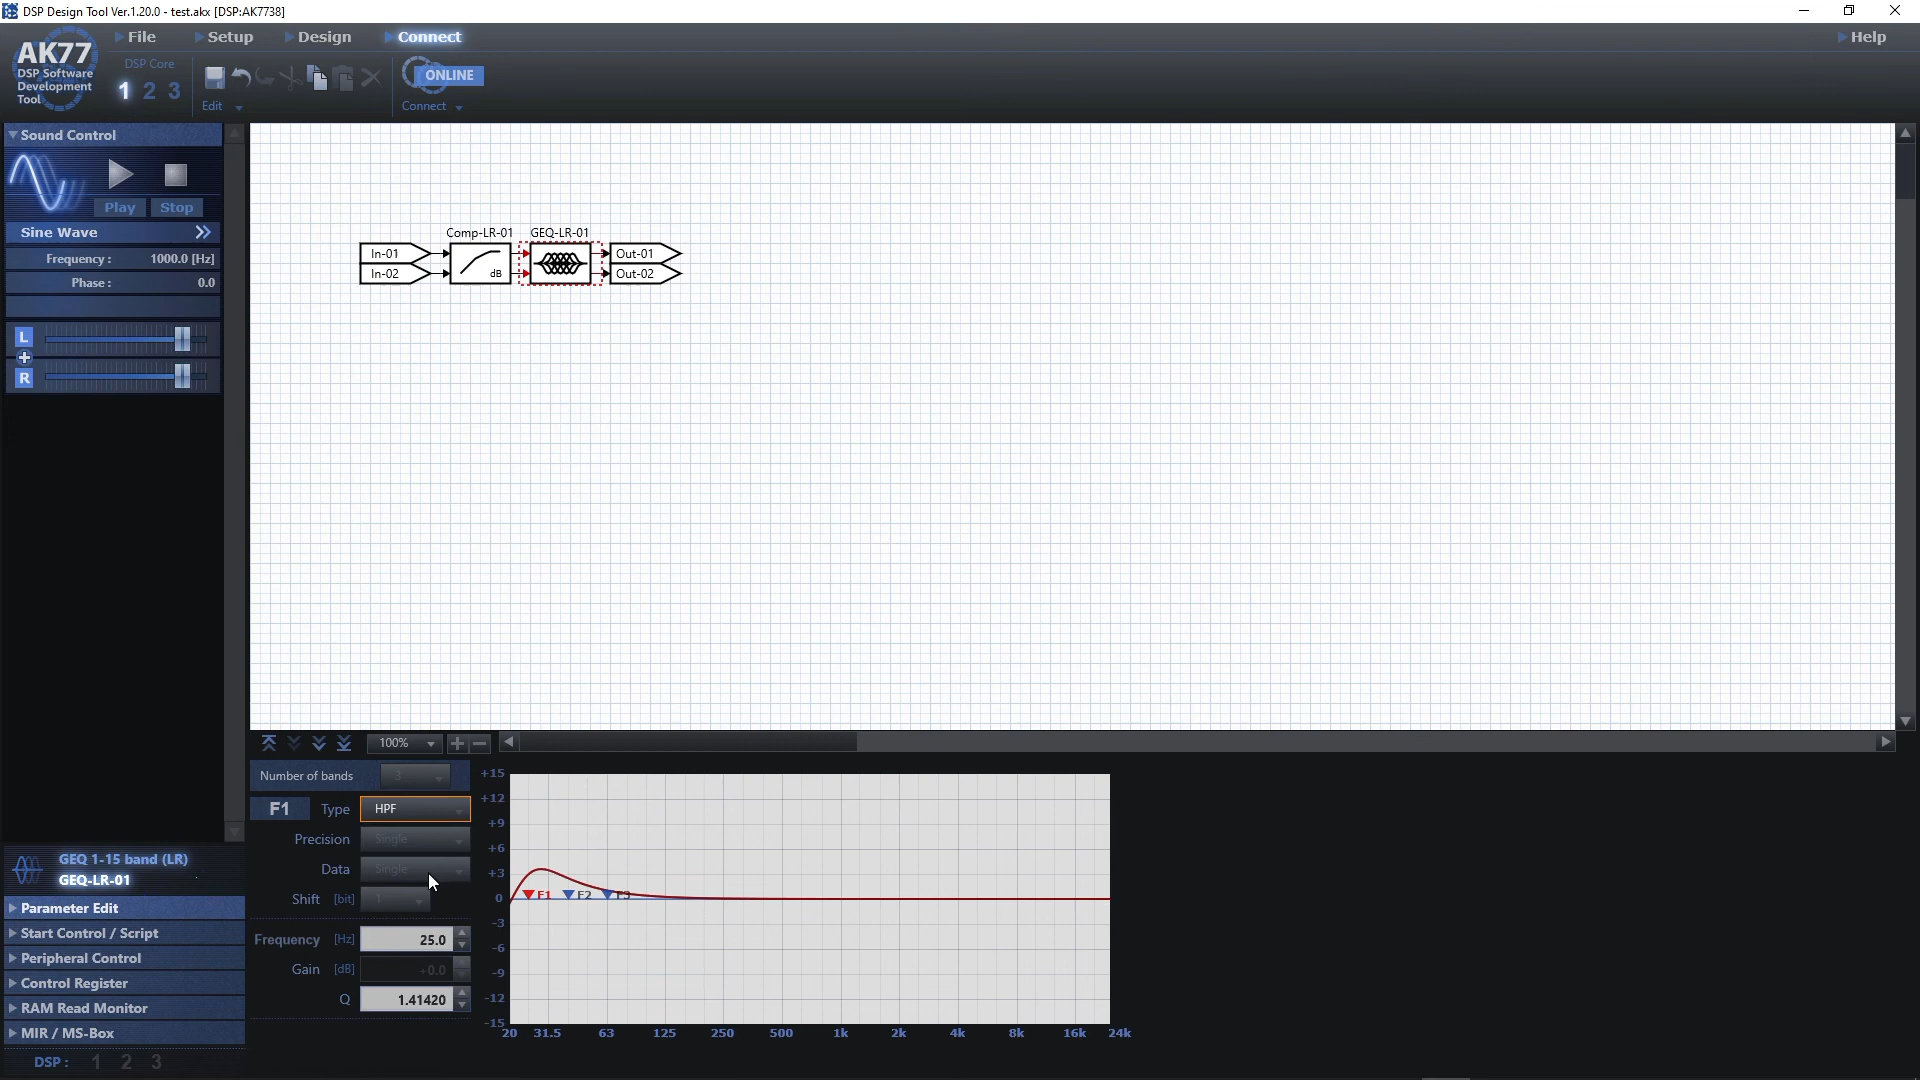 DSP Design Tool Ver.1.20.0 - test.akx [DSP:AK7738]
File Setup Design Connect Help
AK77
DSP Software
Development
Tool
DSP Core
1 2 3
Edit
ONLINE
Connect
Sound Control
Play Stop
Sine Wave
Frequency : 1000.0 [Hz]
Phase : 0.0
L
R
Comp-LR-01 GEQ-LR-01
In-01
In-02
dB
Out-01
Out-02
100%
GEQ 1-15 band (LR)
GEQ-LR-01
Parameter Edit
Start Control / Script
Peripheral Control
Control Register
RAM Read Monitor
MIR / MS-Box
DSP : 1 2 3
Number of bands 3
F1 Type HPF
Precision Single
Data Single
Shift [bit] 1
Frequency [Hz] 25.0
Gain [dB] +0.0
Q 1.41420
+15
+12
+9
+6
+3
0
-3
-6
-9
-12
-15
F1 F2 F3
20 31.5 63 125 250 500 1k 2k 4k 8k 16k 24k